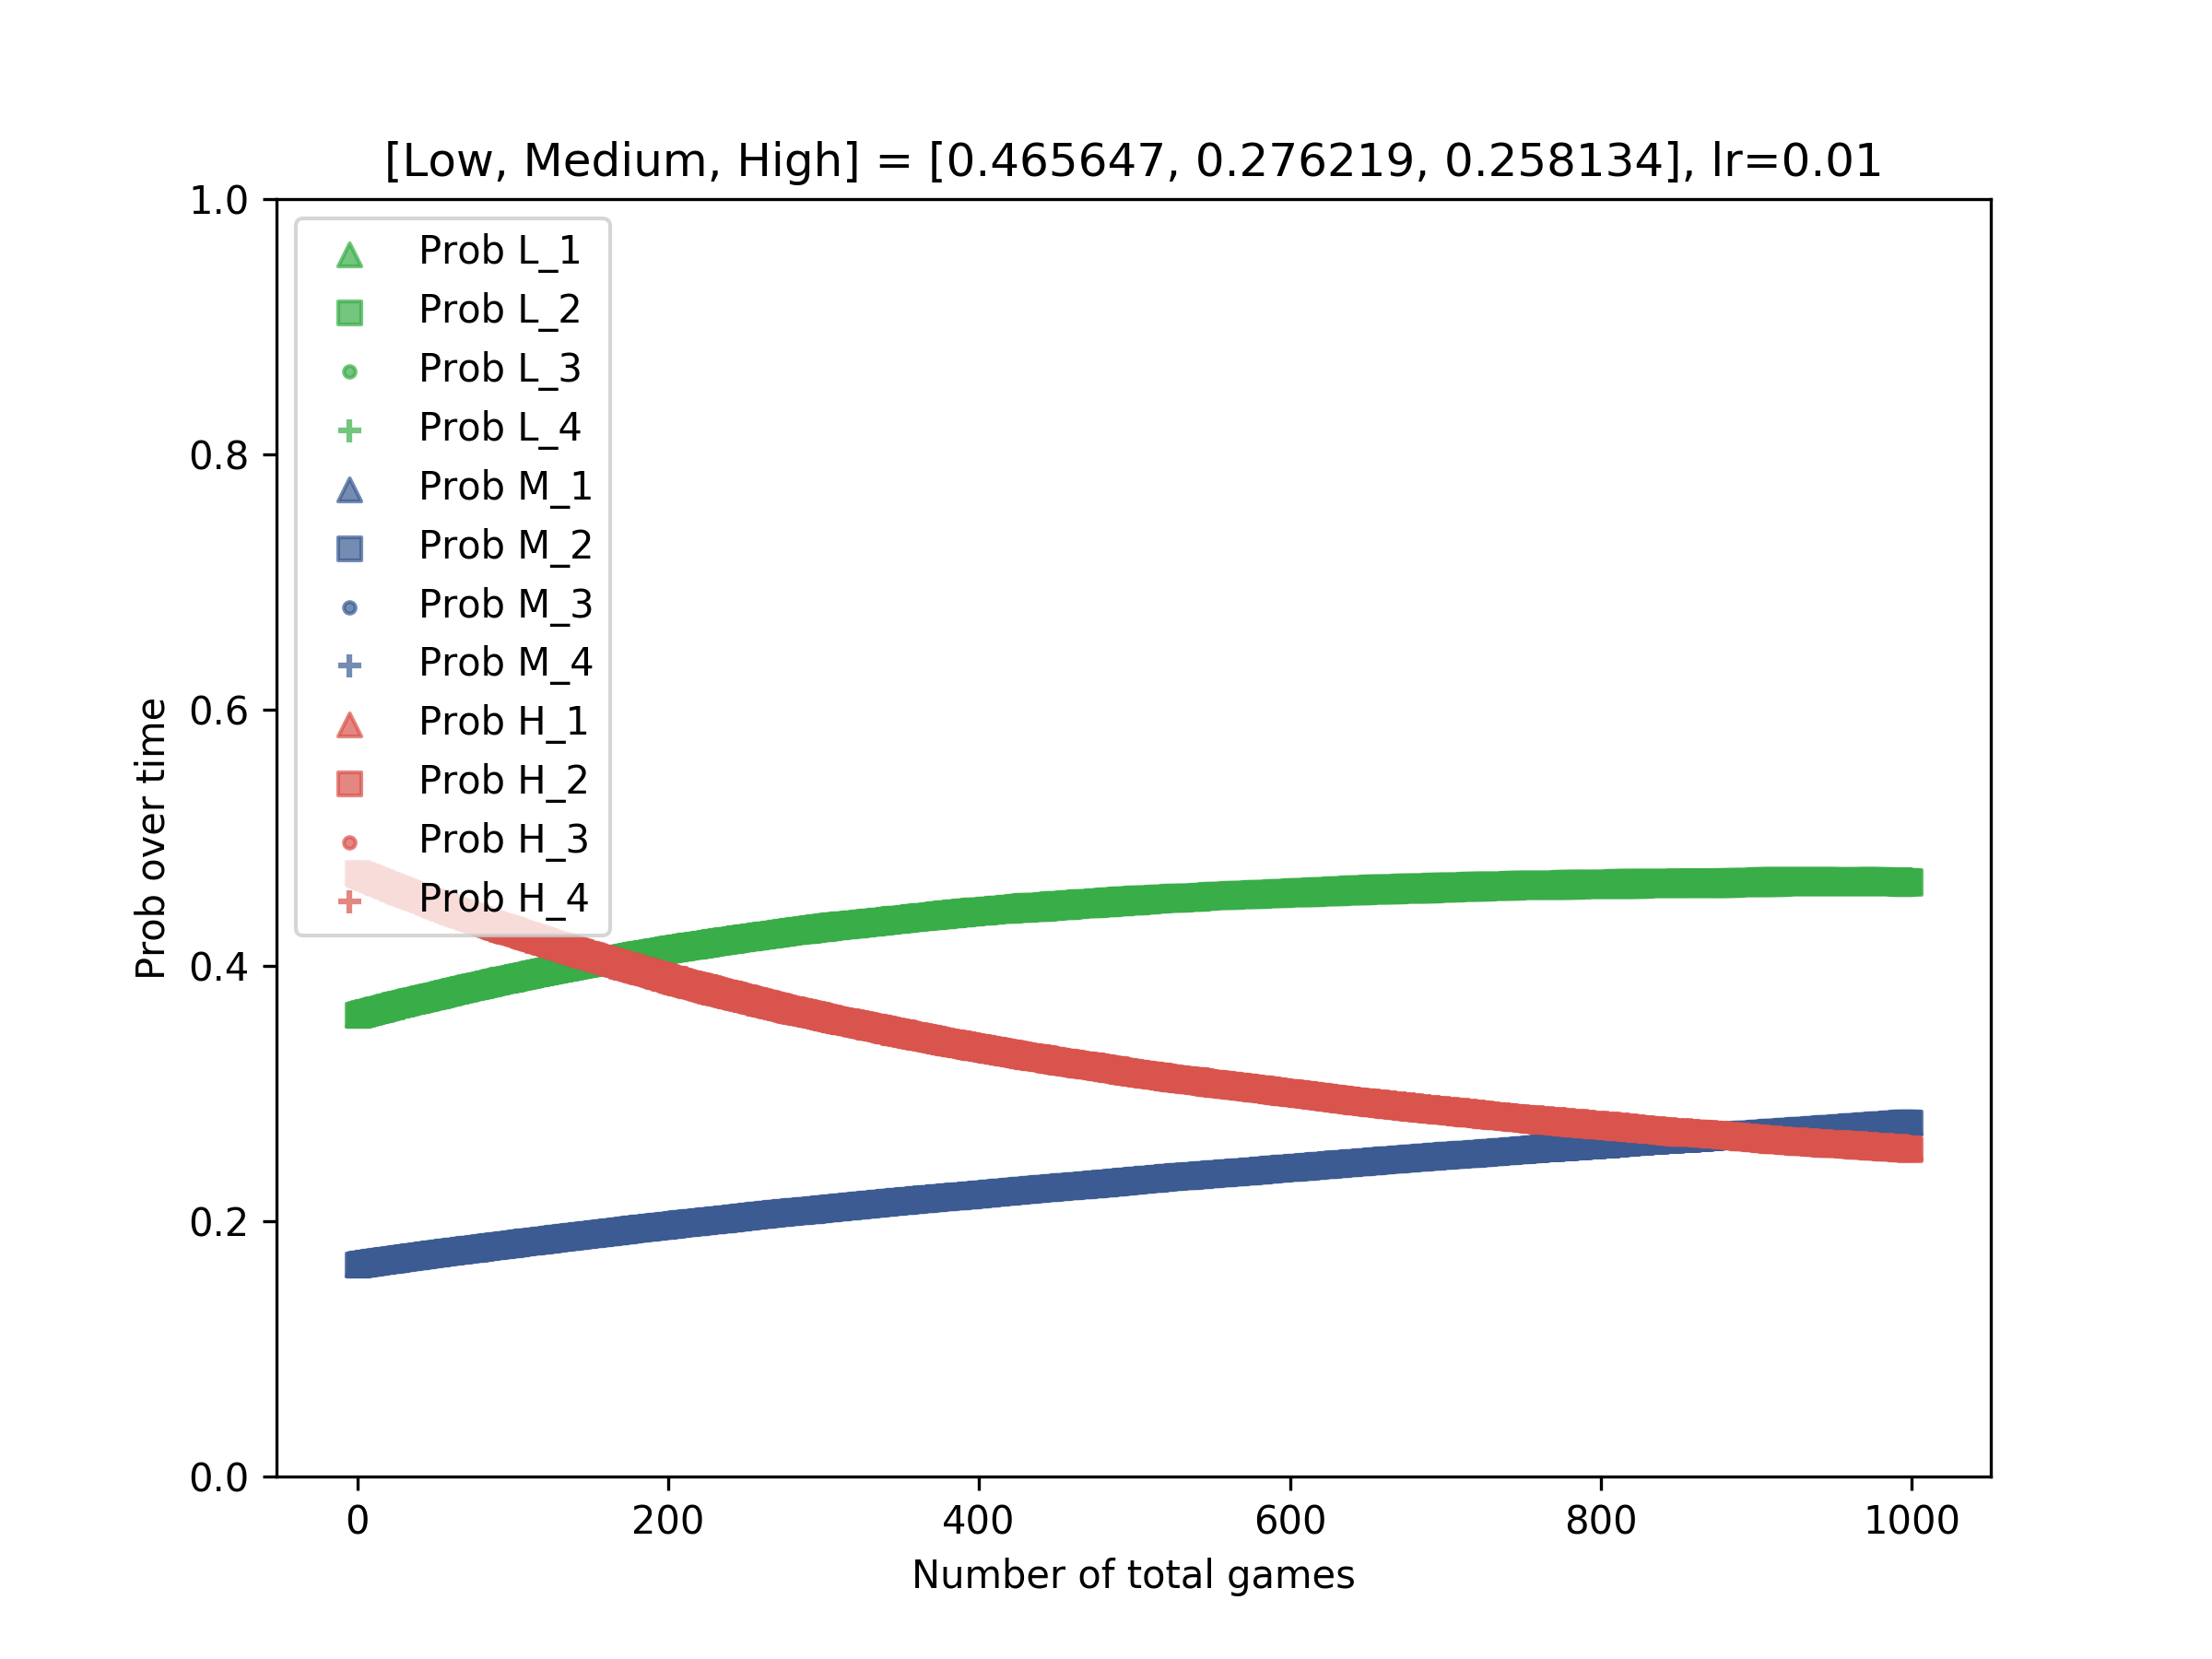 [Low, Medium, High] = [0.465647, 0.276219, 0.258134], lr=0.01
1.0
0.8
0.6
0.4
0.2
0.0
Prob over time
Prob L_1
Prob L_2
Prob L_3
Prob L_4
Prob M_1
Prob M_2
Prob M_3
Prob M_4
Prob H_1
Prob H_2
Prob H_3
Prob H_4
0 200 400 600 800 1000
Number of total games